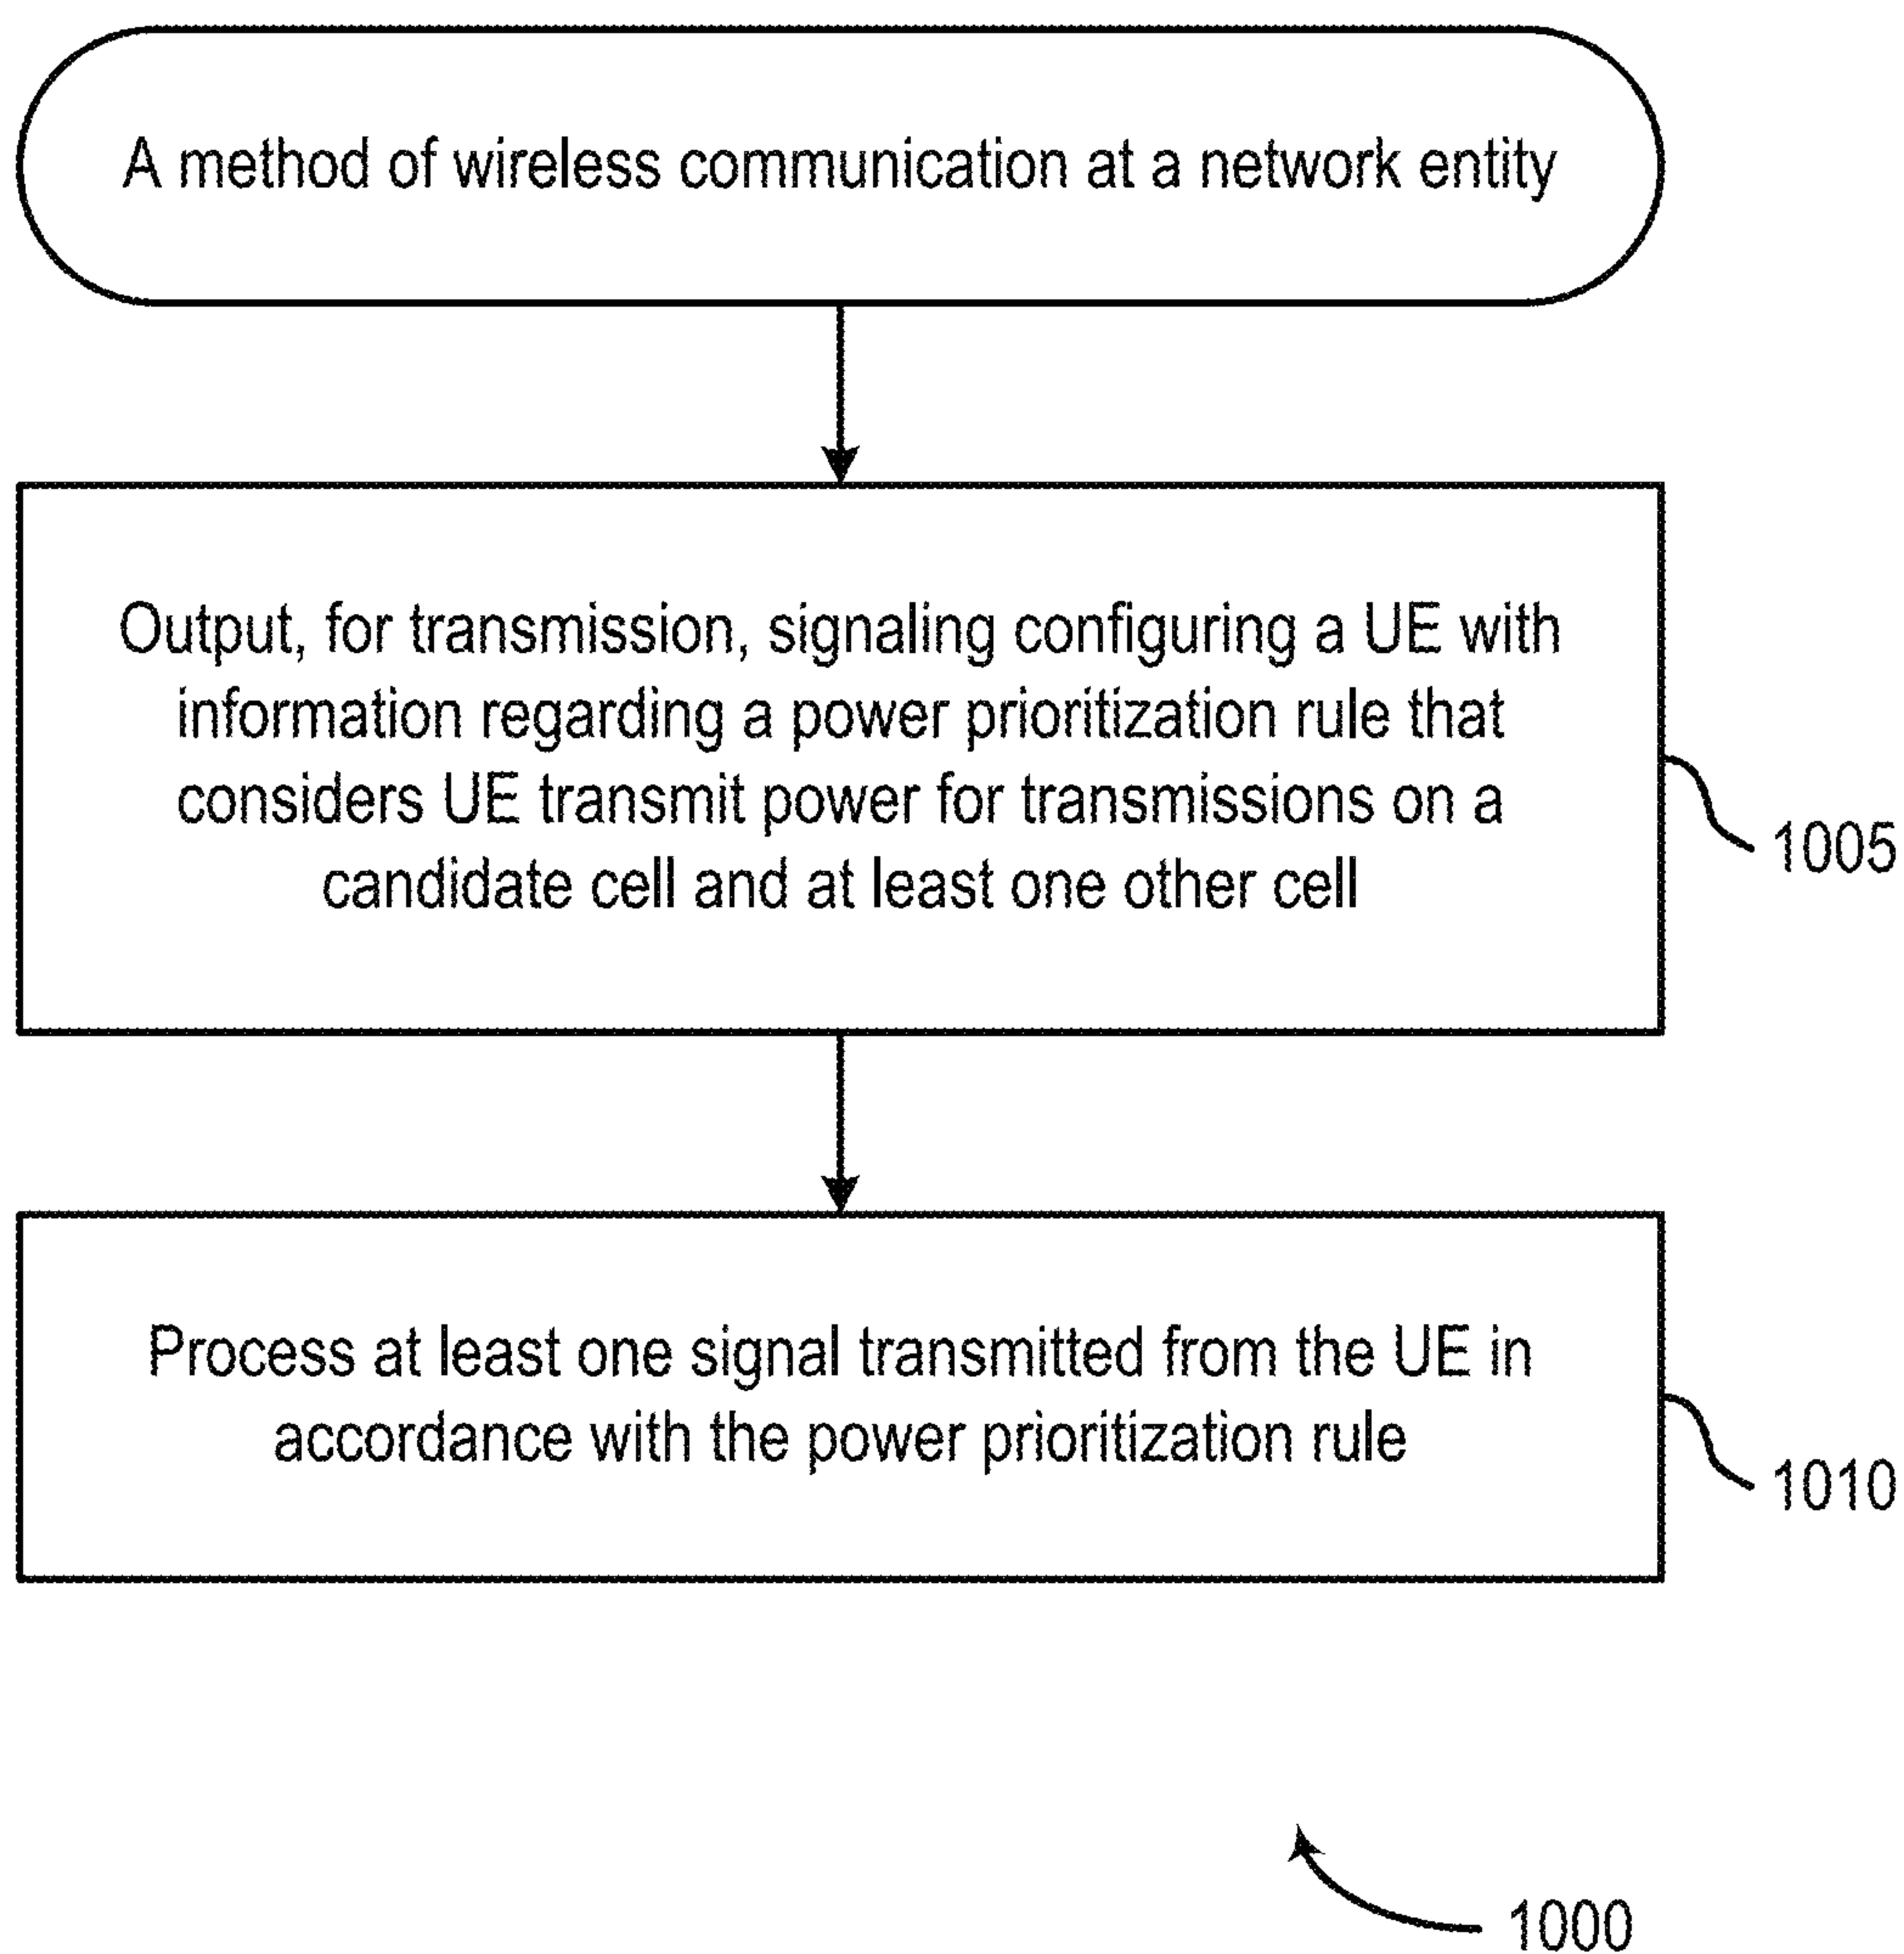 A method of wireless communication at a network entity
Output, for transmission, signaling configuring a UE with
information regarding a power prioritization rule that
considers UE transmit power for transmissions on a
candidate cell and at least one other cell
1005
Process at least one signal transmitted from the UE in
accordance with the power prioritization rule
1010
1000